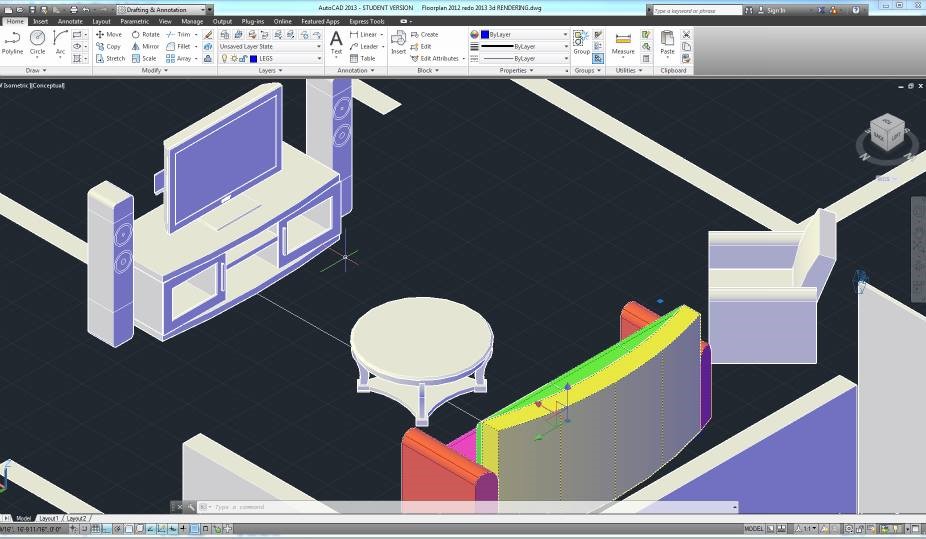 Drafting & Annotation
AutoCAD 2013 - STUDENT VERSION Floorplan 2012 redo 2013 3d RENDERING.dwg
Type a keyword or phrase
Sign In
Home Insert Annotate Layout Parametric View Manage Output Plug-ins Online Featured Apps Express Tools
Polyline Circle Arc
Move Rotate Trim
Copy Mirror Fillet
Stretch Scale Array
Unsaved Layer State
LEGS
Text
Linear
Leader
Table
Insert
Create
Edit
Edit Attributes
ByLayer
ByLayer
ByLayer
Group
Measure
Paste
Draw Modify Layers Annotation Block Properties Groups Utilities Clipboard
Isometric][Conceptual]
Type a command
Model Layout1 Layout2
MODEL
1:1